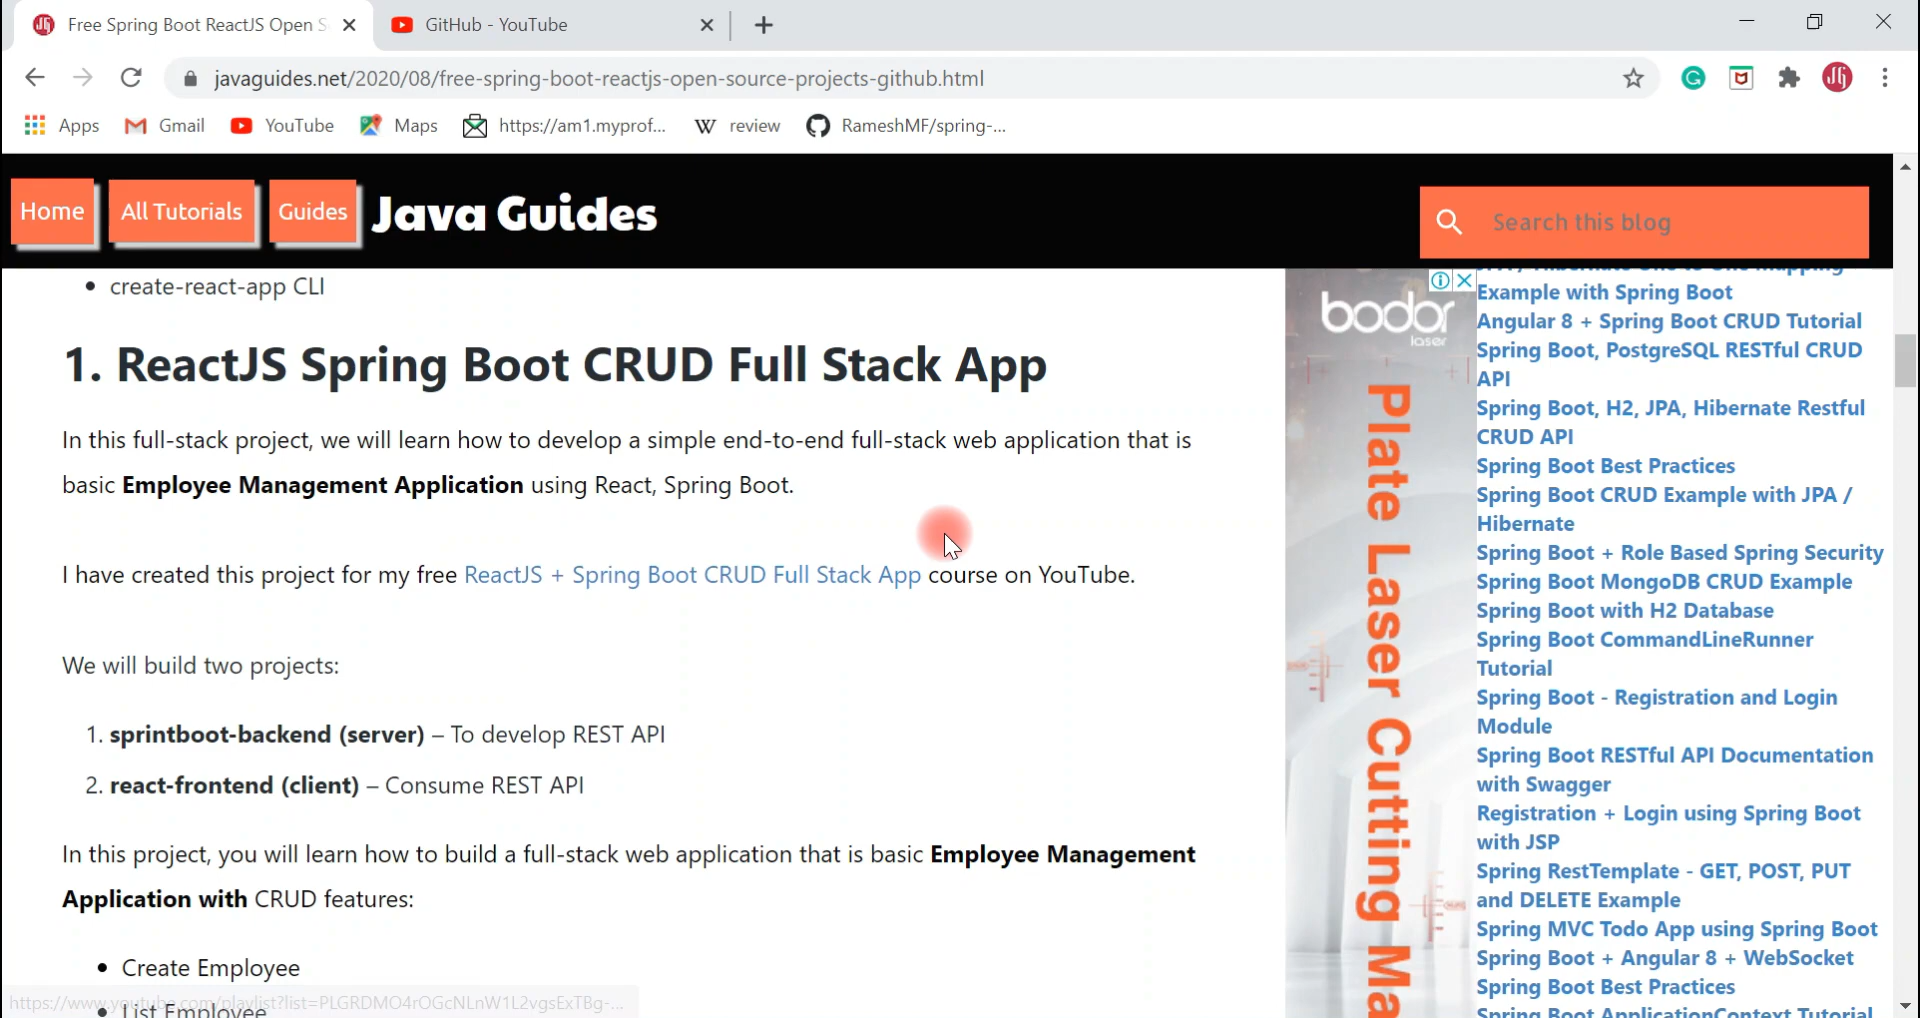 Free Spring Boot ReactJS Open S
GitHub - YouTube
javaguides.net/2020/08/free-spring-boot-reactjs-open-source-projects-github.html
Apps
Gmail
YouTube
Maps
https://am1.myprof...
W review
RameshMF/spring-...
Home
All Tutorials
Guides
Java Guides
Search this blog
• create-react-app CLI
1. ReactJS Spring Boot CRUD Full Stack App
In this full-stack project, we will learn how to develop a simple end-to-end full-stack web application that is
basic Employee Management Application using React, Spring Boot.
I have created this project for my free ReactJS + Spring Boot CRUD Full Stack App course on YouTube.
We will build two projects:
1. sprintboot-backend (server) – To develop REST API
2. react-frontend (client) – Consume REST API
In this project, you will learn how to build a full-stack web application that is basic Employee Management
Application with CRUD features:
• Create Employee
• List Employee
https://www.youtube.com/playlist?list=PLGRDMO4rOGcNLnW1L2vgsExTBg-...
bodor
laser
Plate Laser Cutting Ma
Example with Spring Boot
Angular 8 + Spring Boot CRUD Tutorial
Spring Boot, PostgreSQL RESTful CRUD
API
Spring Boot, H2, JPA, Hibernate Restful
CRUD API
Spring Boot Best Practices
Spring Boot CRUD Example with JPA /
Hibernate
Spring Boot + Role Based Spring Security
Spring Boot MongoDB CRUD Example
Spring Boot with H2 Database
Spring Boot CommandLineRunner
Tutorial
Spring Boot - Registration and Login
Module
Spring Boot RESTful API Documentation
with Swagger
Registration + Login using Spring Boot
with JSP
Spring RestTemplate - GET, POST, PUT
and DELETE Example
Spring MVC Todo App using Spring Boot
Spring Boot + Angular 8 + WebSocket
Spring Boot Best Practices
Spring Boot ApplicationContext Tutorial